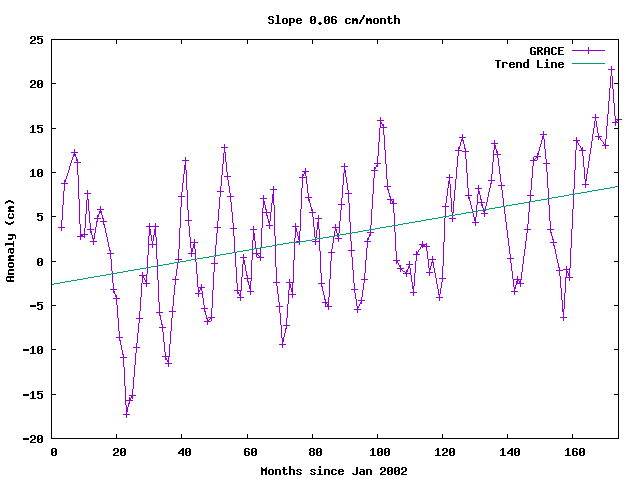 Slope 0.06 cm/month
GRACE
Trend Line
Anomaly (cm)
25
20
15
10
5
0
-5
-10
-15
-20
0 20 40 60 80 100 120 140 160
Months since Jan 2002